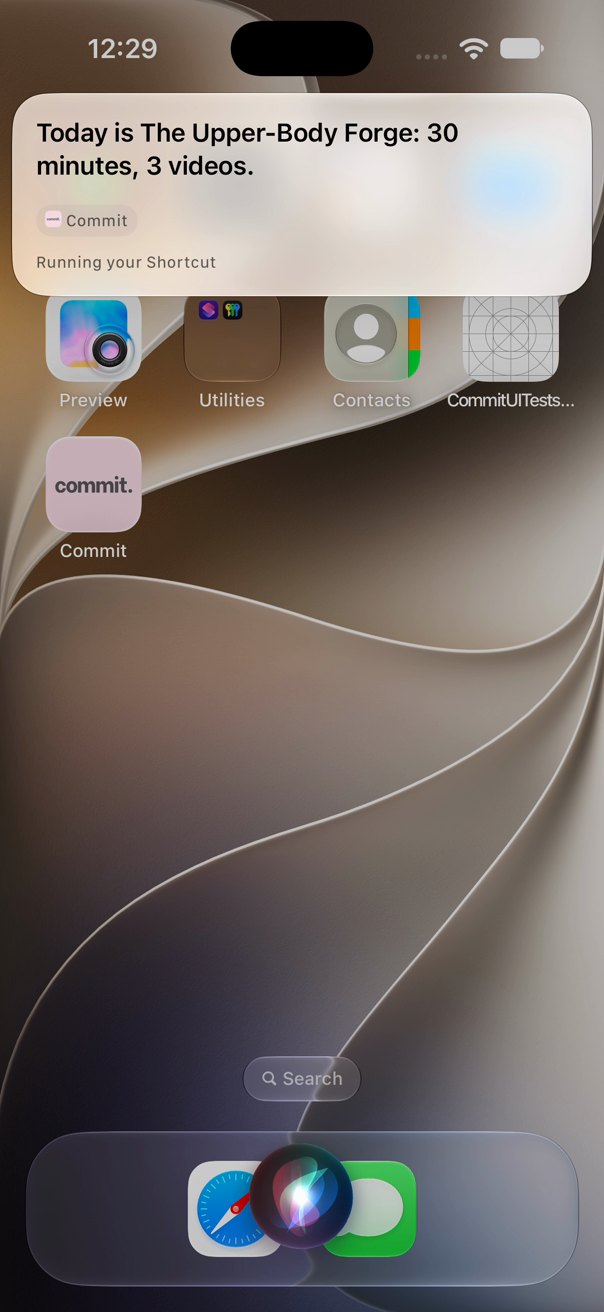 12:29
Today is The Upper-Body Forge: 30
minutes, 3 videos.
Commit
Running your Shortcut
Preview
Utilities
Contacts
CommitUITests...
commit.
Commit
Search